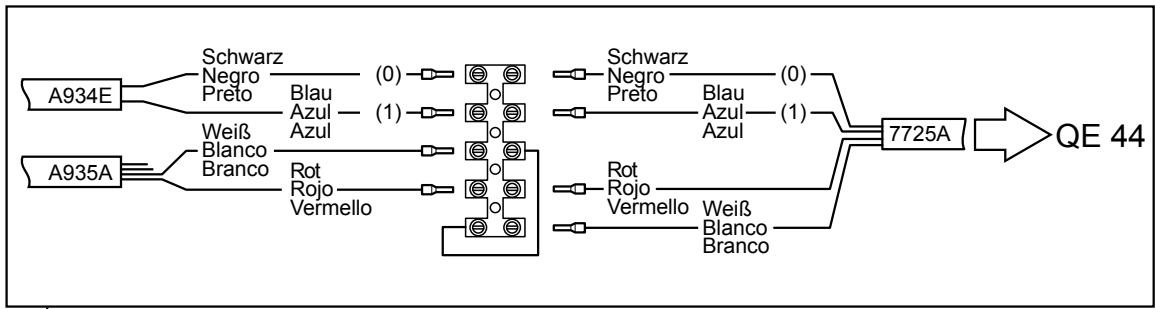 Schwarz
Negro
Preto
(0)
A934E
Blau
Azul
Azul
(1)
Weiß
Blanco
Branco
A935A
Rot
Rojo
Vermello
Schwarz
Negro
Preto
(0)
Blau
Azul
Azul
(1)
7725A
QE 44
Rot
Rojo
Vermello
Weiß
Blanco
Branco